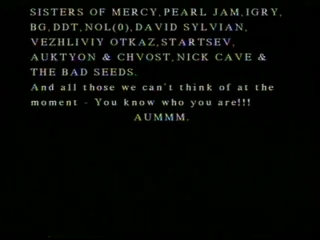 SISTERS OF MERCY,PEARL JAM,IGRY,
BG,DDT,NOL(0),DAVID SYLVIAN,
VEZHLIVIY OTKAZ,STARTSEV,
AUKTYON & CHVOST,NICK CAVE &
THE BAD SEEDS.
And all those we can't think of at the
moment - You know who you are!!!
AUMMM.